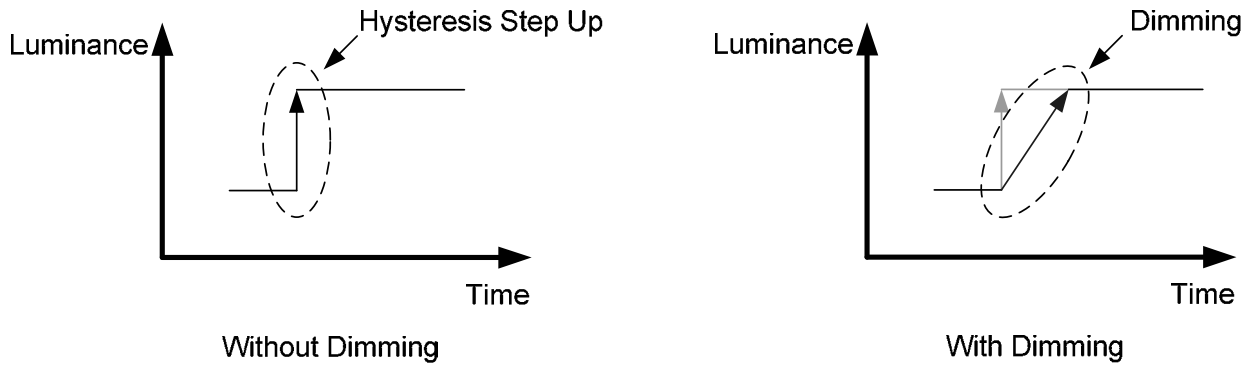 Hysteresis Step Up
Luminance
Time
Without Dimming
Dimming
Luminance
Time
With Dimming